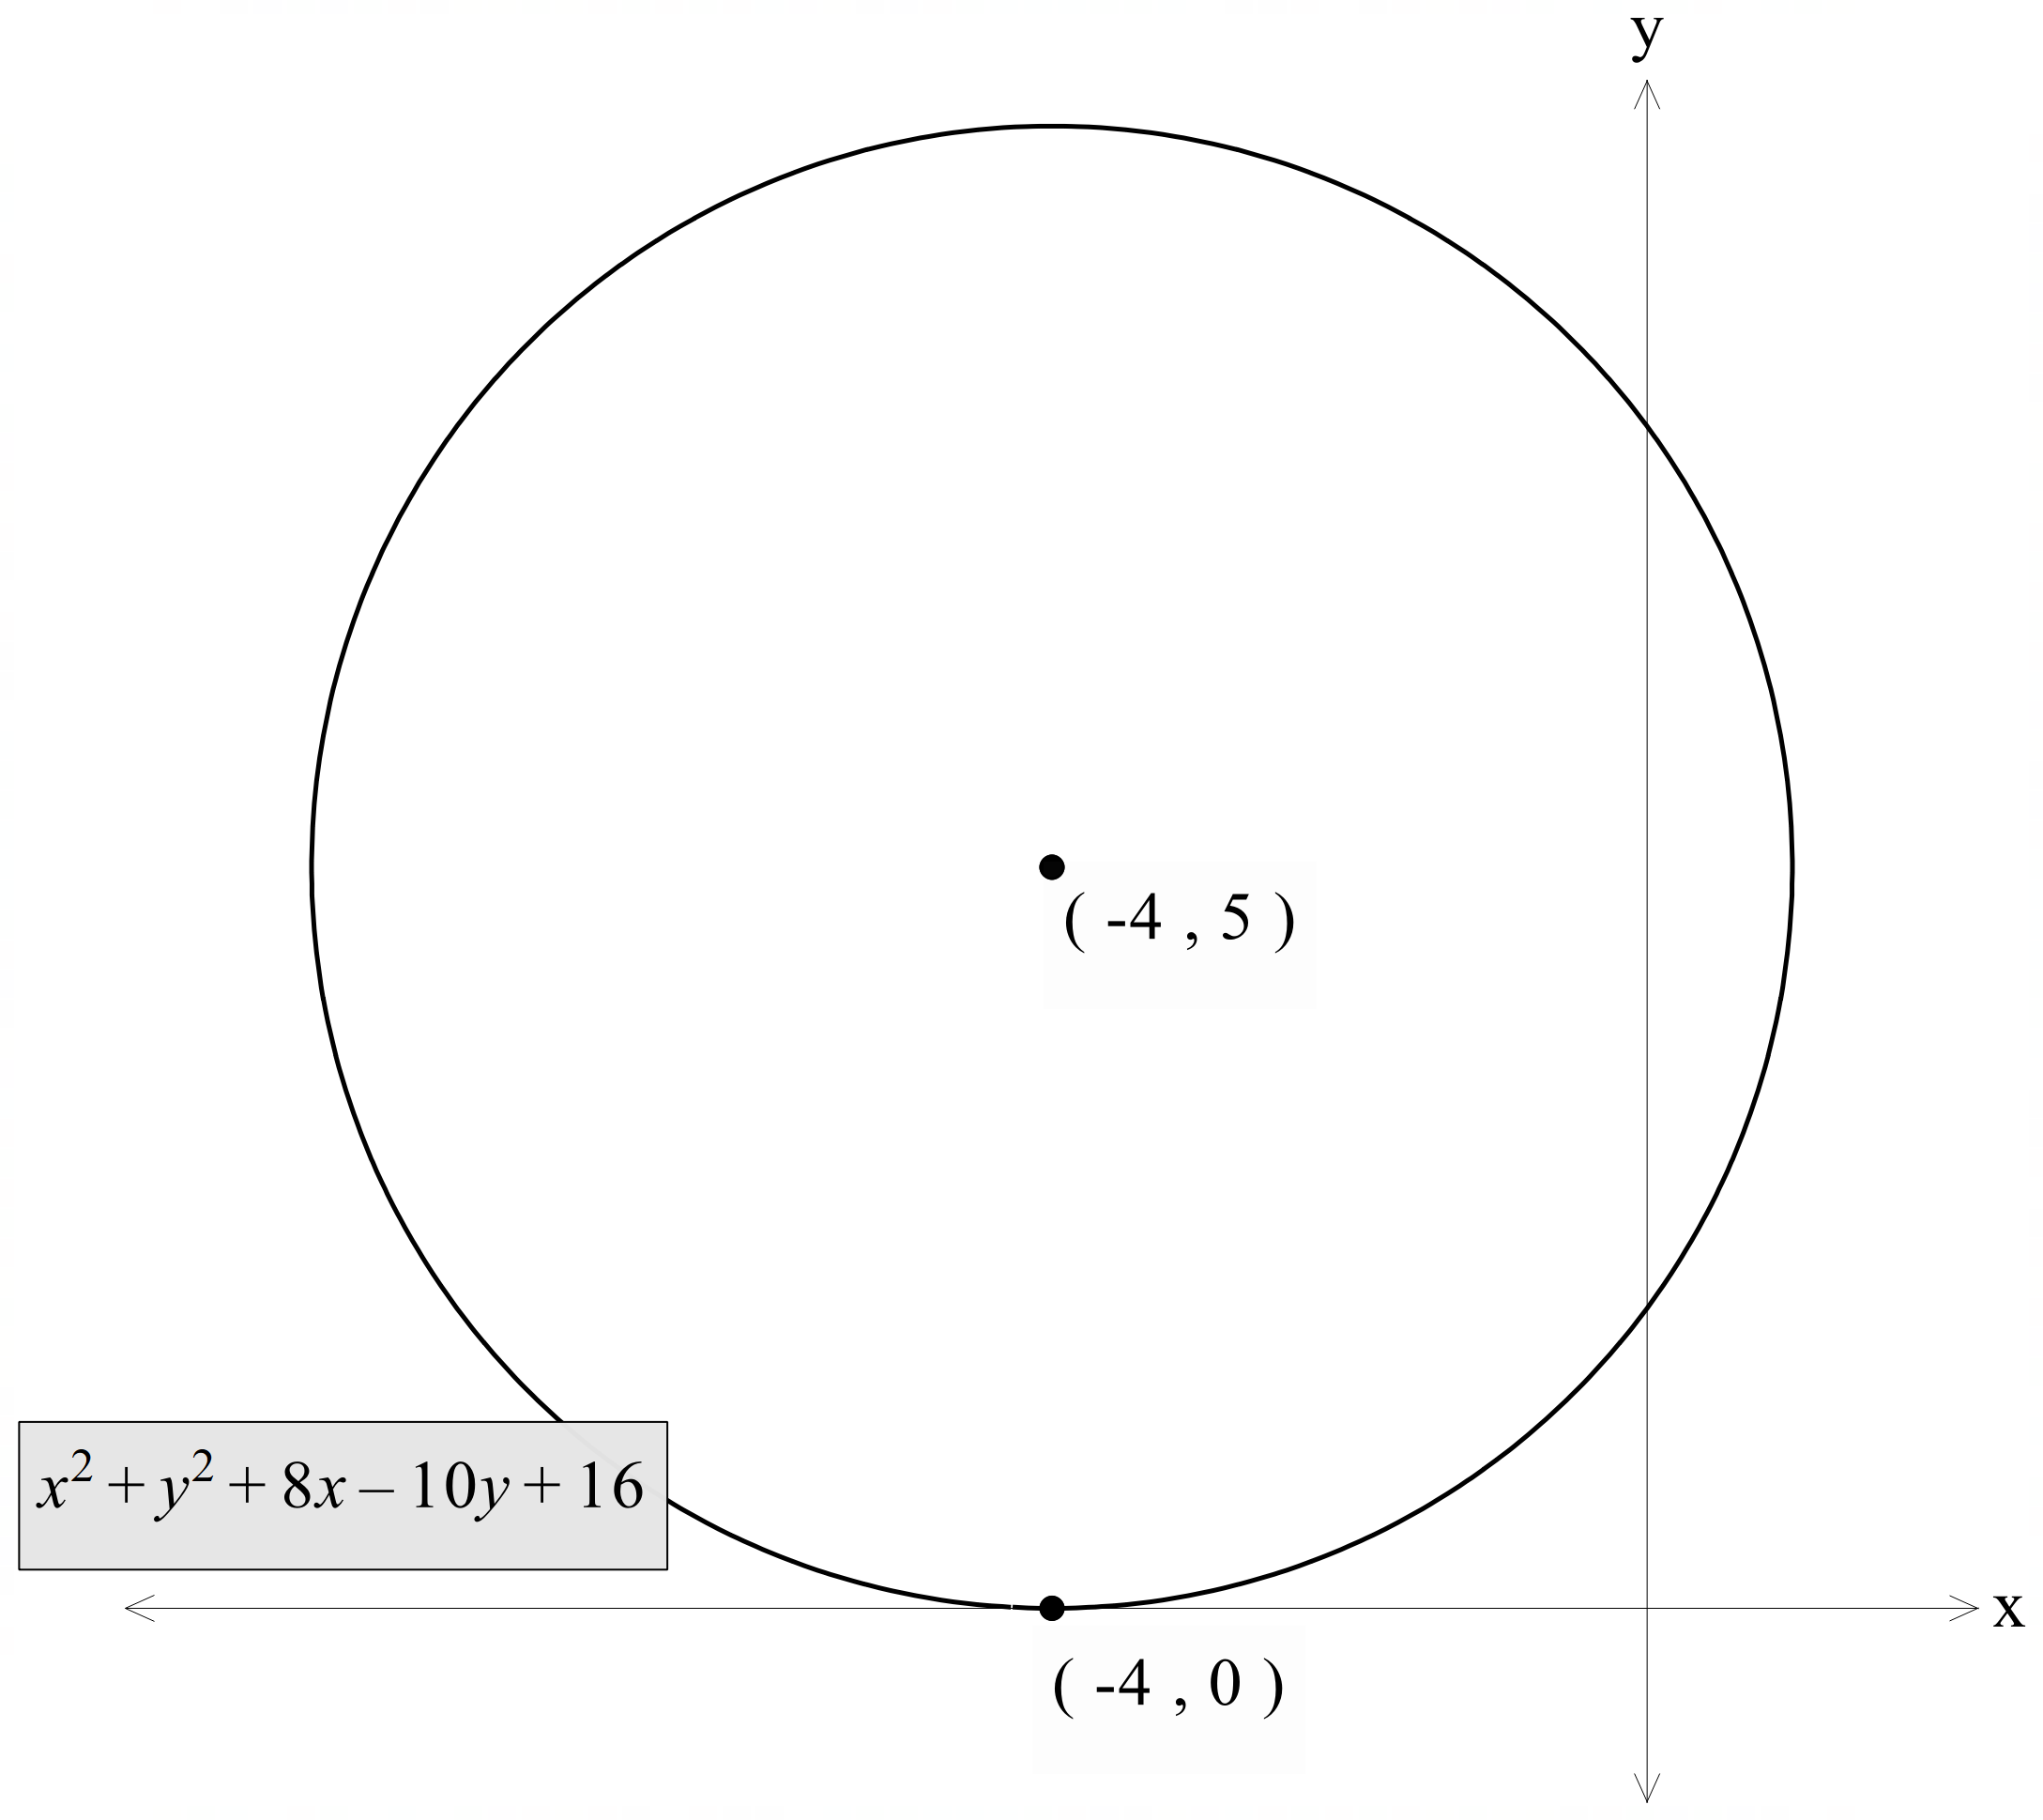 y
( -4 , 5 )
x² + y² + 8x – 10y + 16
x
( -4 , 0 )